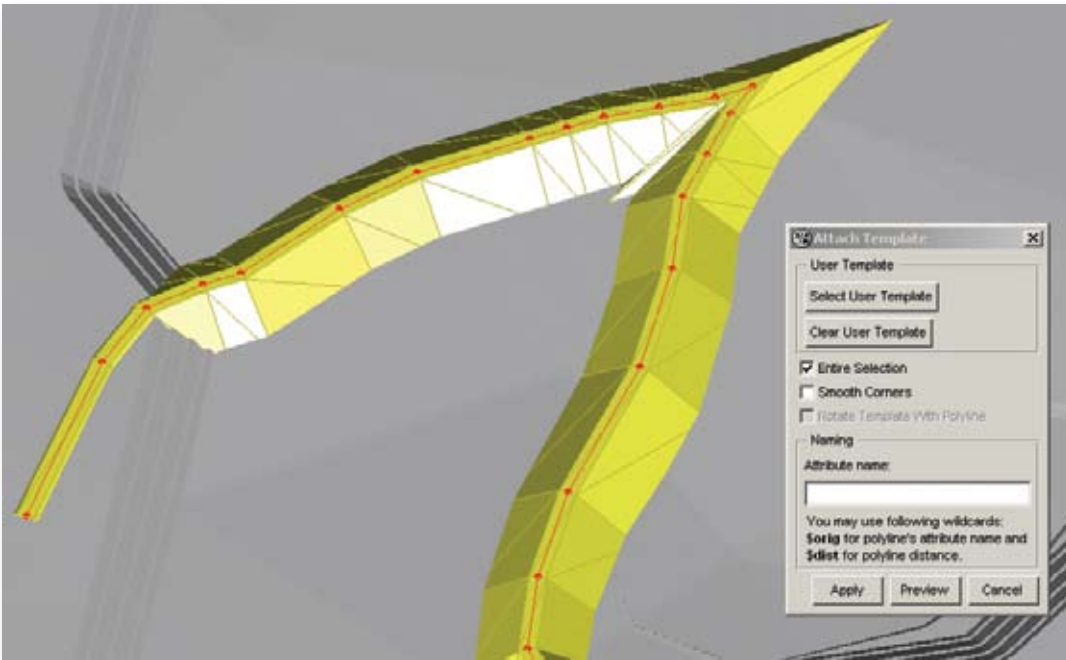 Attach Template
User Template
Select User Template
Clear User Template
Entire Selection
Smooth Corners
Rotate Template With Polyline
Naming
Attribute name:
You may use following wildcards:
$orig for polyline's attribute name and
$dist for polyline distance.
Apply Preview Cancel